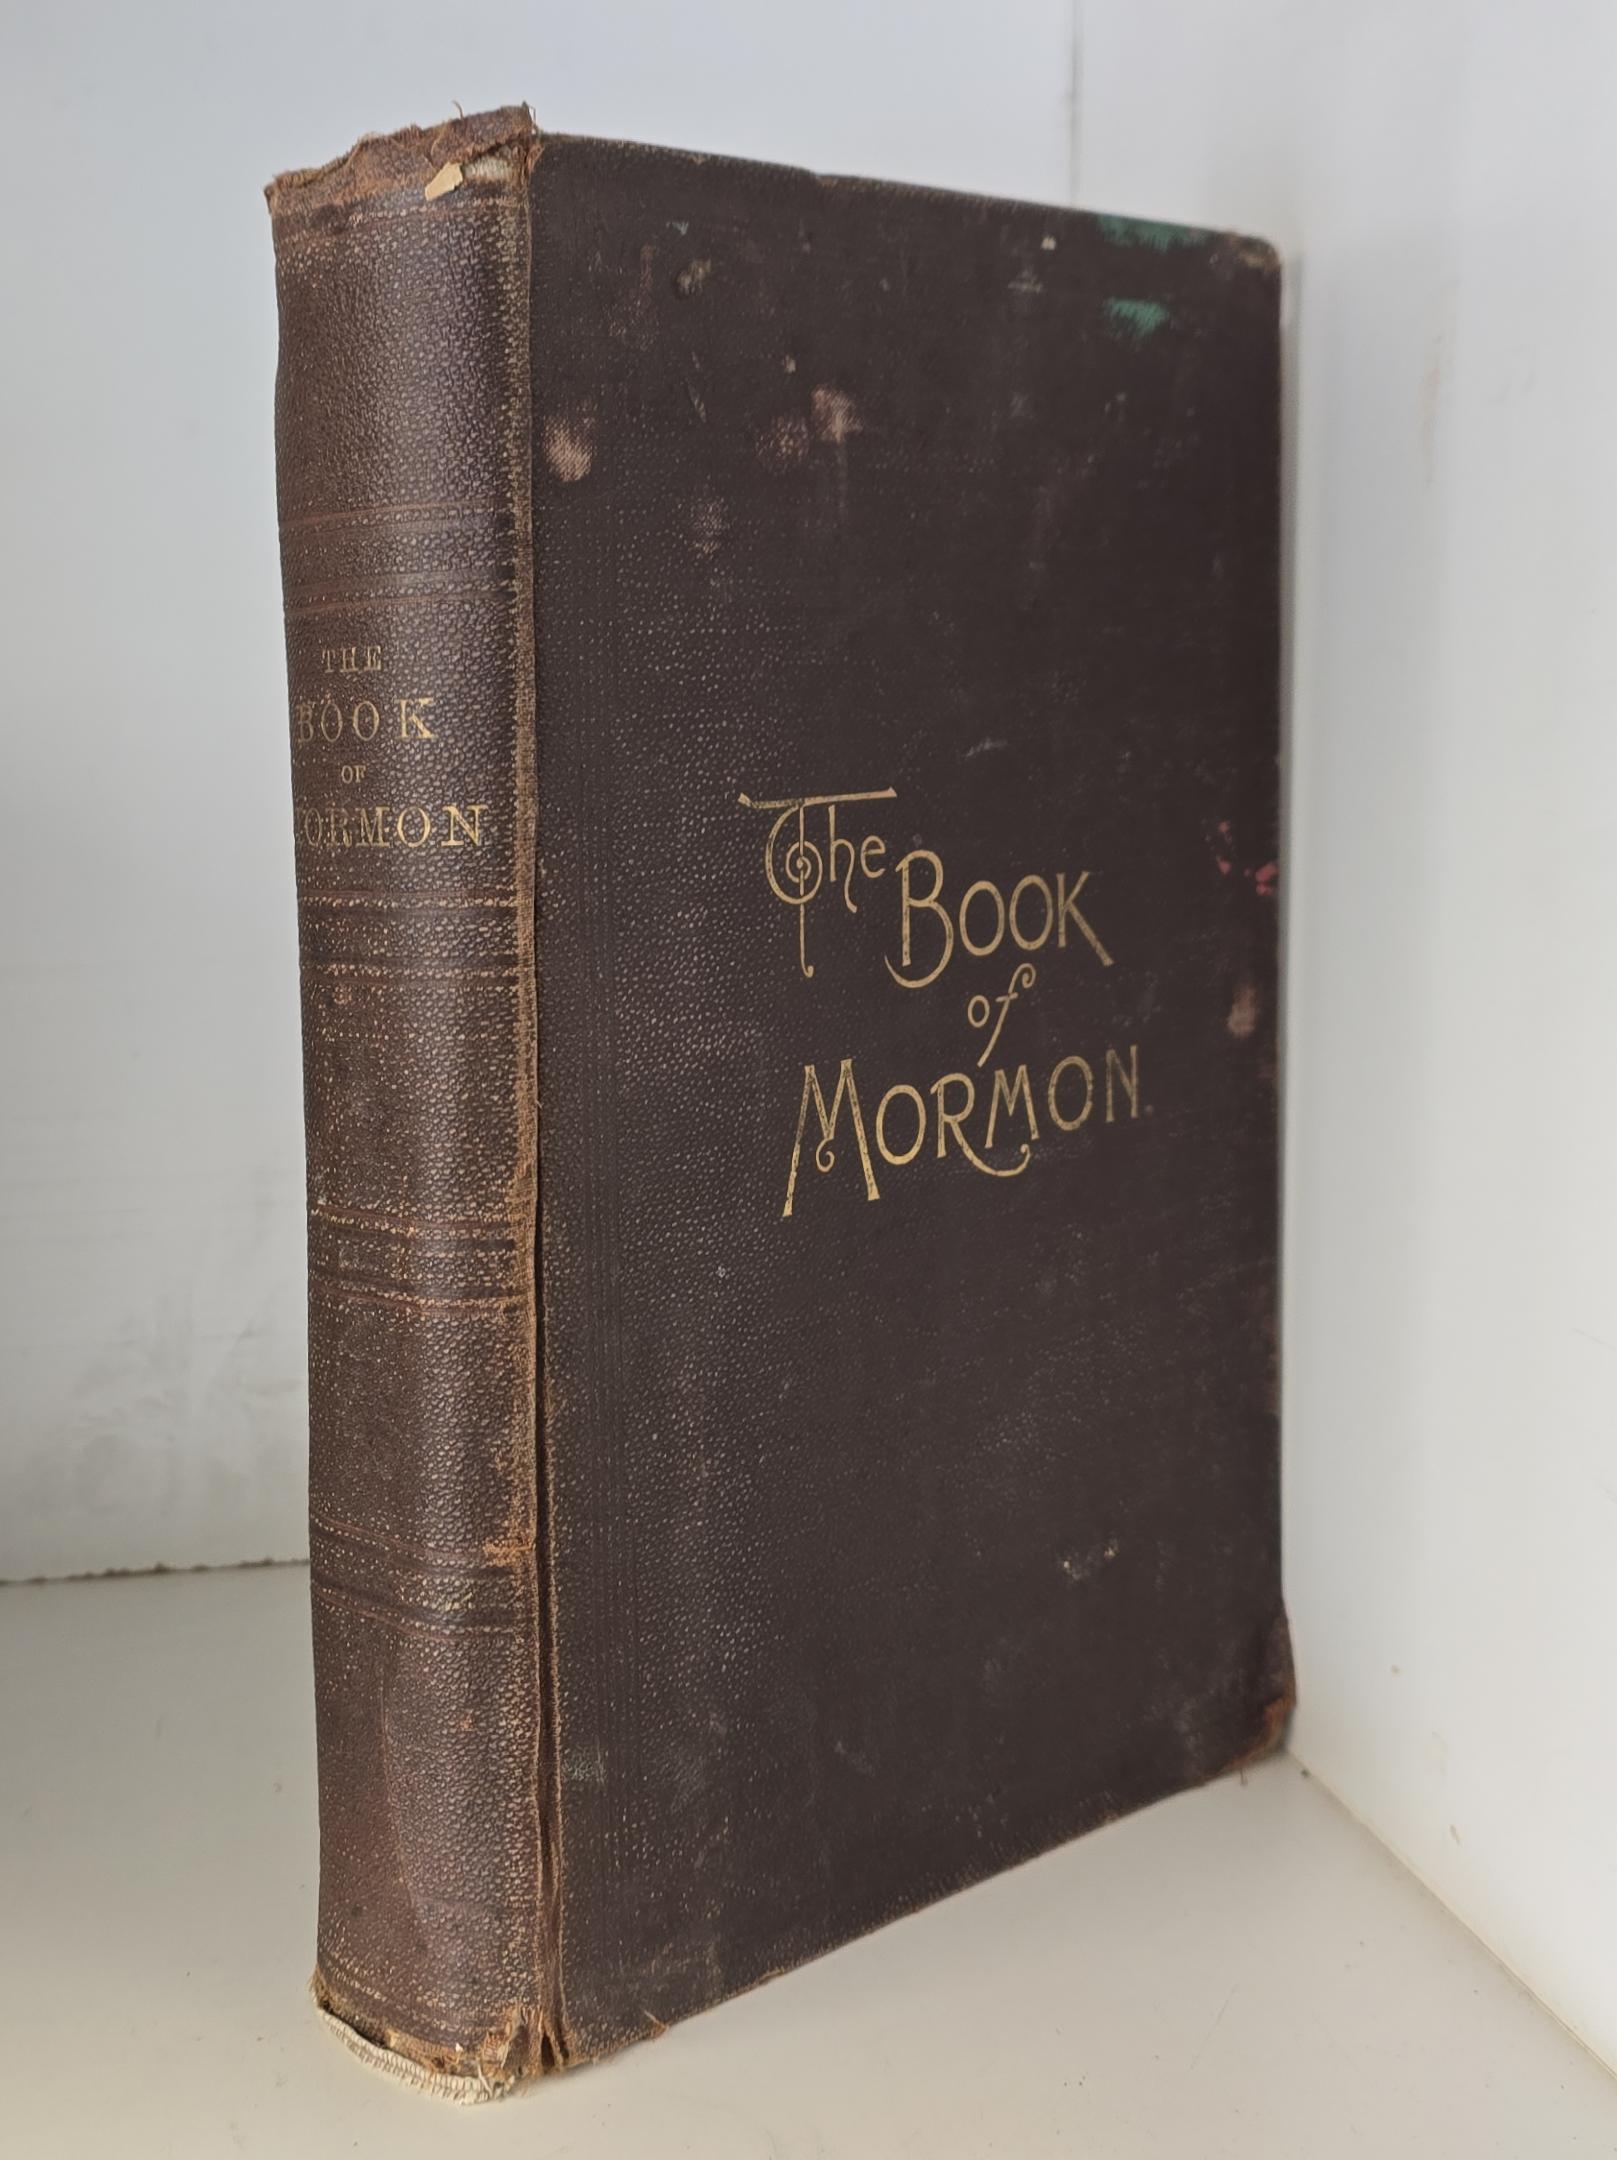 THE
BOOK
OF
MORMON
The BOOK
of
MORMON.